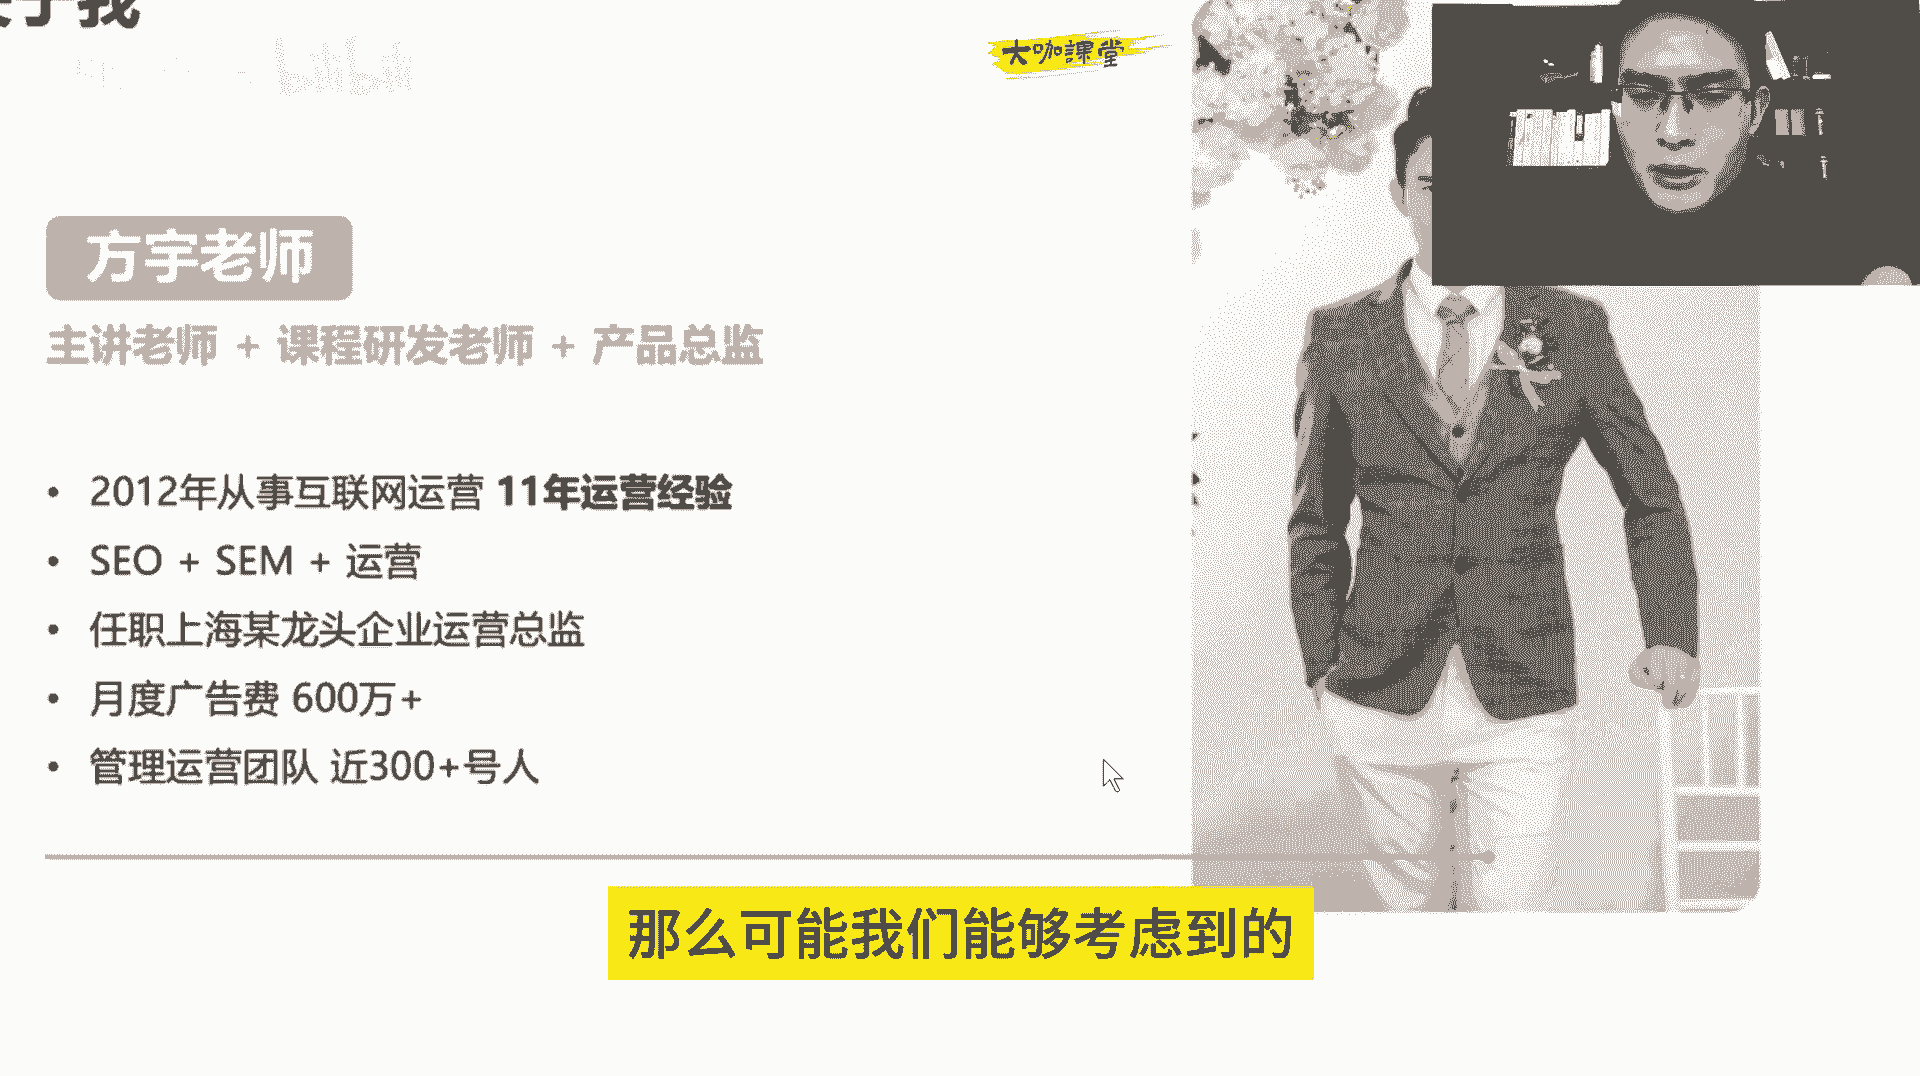 关于我
bilibili
大咖課堂
方宇老师
主讲老师 + 课程研发老师 + 产品总监
• 2012年从事互联网运营 11年运营经验
• SEO + SEM + 运营
• 任职上海某龙头企业运营总监
• 月度广告费 600万+
• 管理运营团队 近300+号人
那么可能我们能够考虑到的